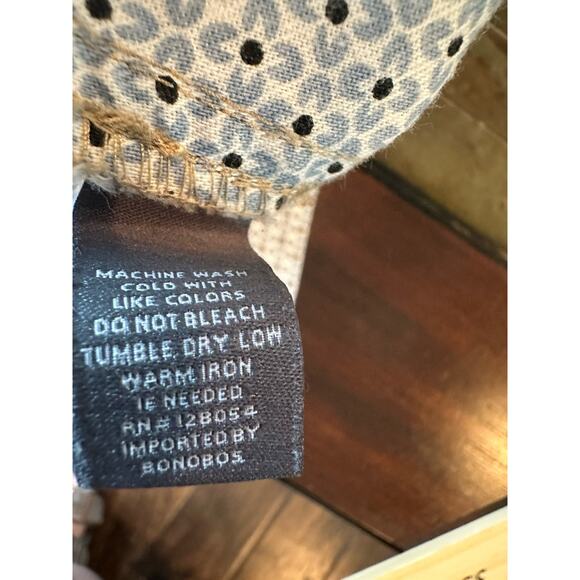 MACHINE WASH
COLD WITH
LIKE COLORS
DO NOT BLEACH
TUMBLE DRY LOW
WARM IRON
IF NEEDED
RN# 128054
IMPORTED BY
BONOBOS